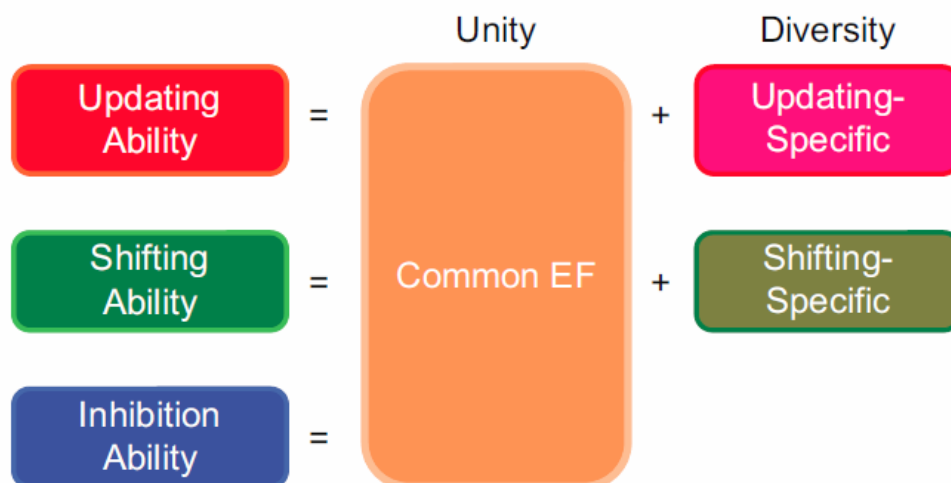 Unity Diversity
Updating
Ability
=
+
Updating-
Specific
Shifting
Ability
=
Common EF
+
Shifting-
Specific
Inhibition
Ability
=